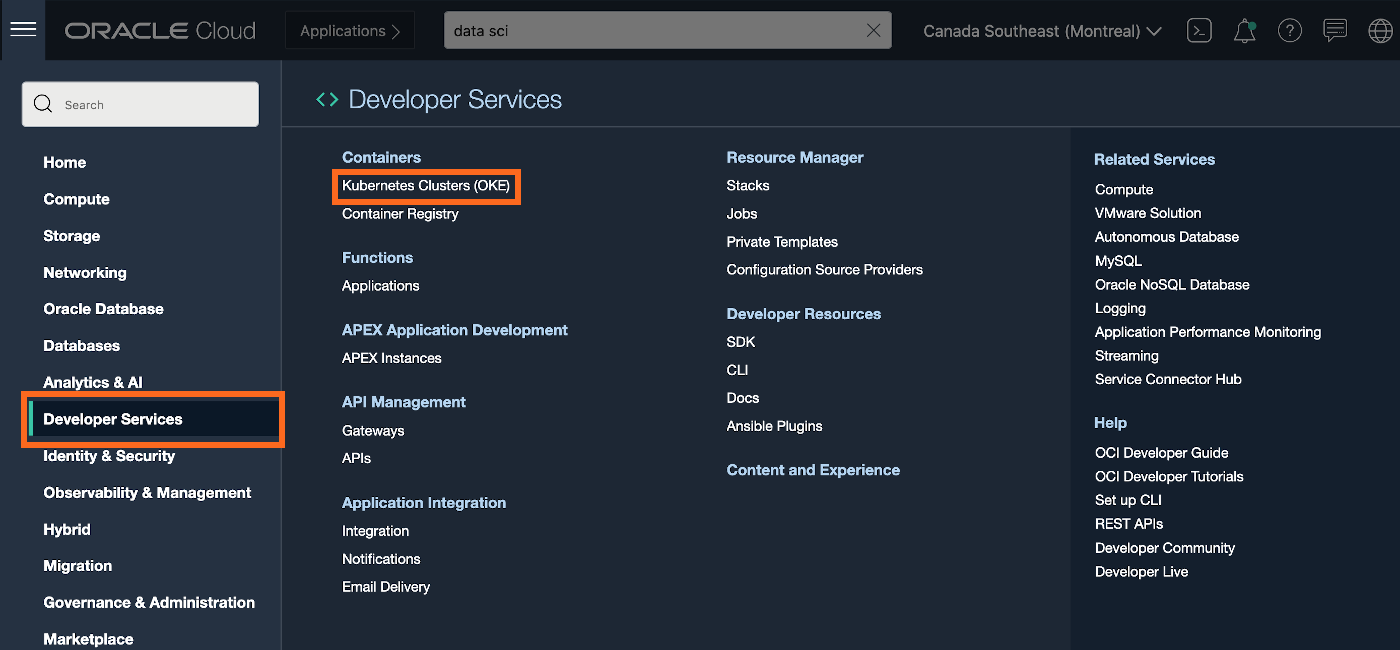 ORACLE Cloud
Applications
data sci
Canada Southeast (Montreal)
Search
Home
Compute
Storage
Networking
Oracle Database
Databases
Analytics & AI
Developer Services
Identity & Security
Observability & Management
Hybrid
Migration
Governance & Administration
Marketplace
Developer Services
Containers
Kubernetes Clusters (OKE)
Container Registry
Functions
Applications
APEX Application Development
APEX Instances
API Management
Gateways
APIs
Application Integration
Integration
Notifications
Email Delivery
Resource Manager
Stacks
Jobs
Private Templates
Configuration Source Providers
Developer Resources
SDK
CLI
Docs
Ansible Plugins
Content and Experience
Related Services
Compute
VMware Solution
Autonomous Database
MySQL
Oracle NoSQL Database
Logging
Application Performance Monitoring
Streaming
Service Connector Hub
Help
OCI Developer Guide
OCI Developer Tutorials
Set up CLI
REST APIs
Developer Community
Developer Live